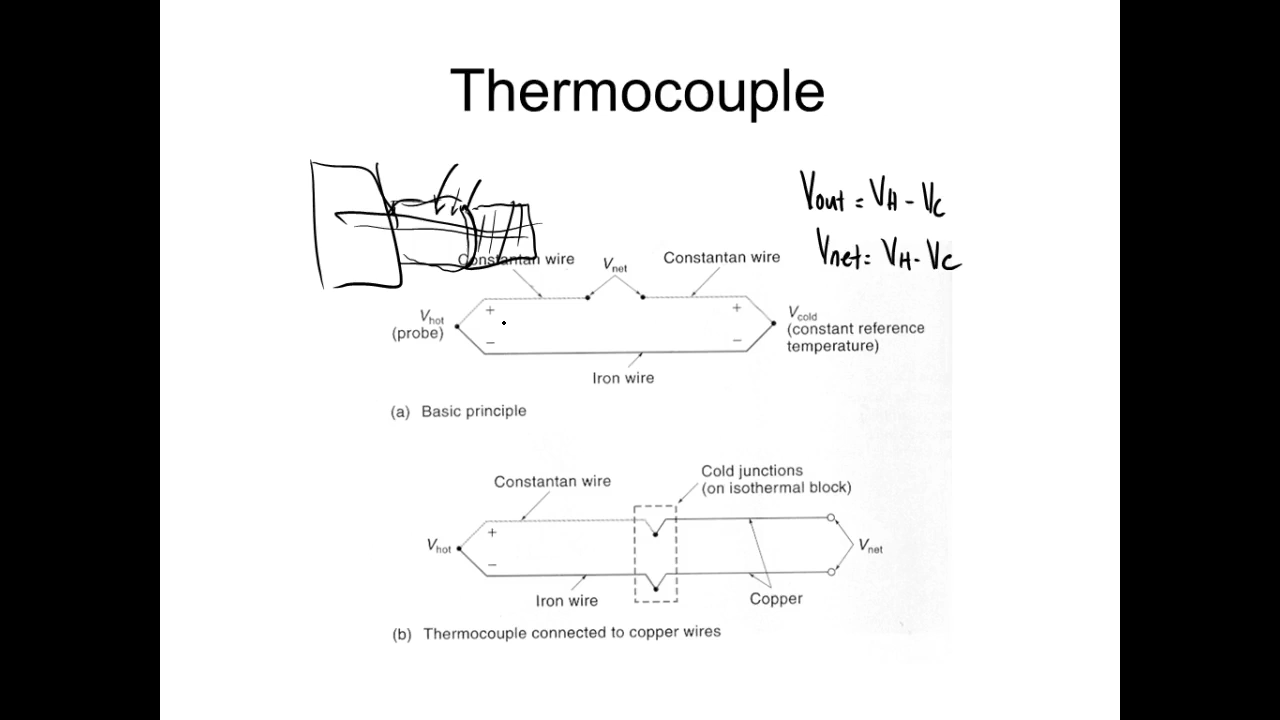 Thermocouple
Vout = VH - VC
Vnet = VH - VC
Constantan wire
Vnet
Constantan wire
+
+
Vhot
(probe)
Vcold
(constant reference
temperature)
−
−
Iron wire
(a) Basic principle
Cold junctions
(on isothermal block)
Constantan wire
+
Vhot
Vnet
−
Iron wire
Copper
(b) Thermocouple connected to copper wires